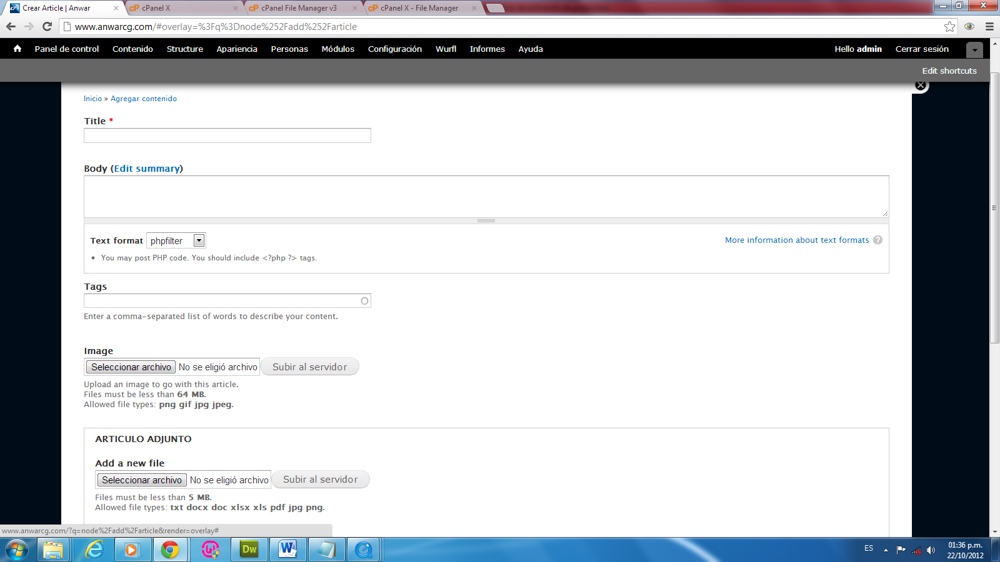 Crear Article | Anwar
cP cPanel X
cP cPanel File Manager v3
cP cPanel X - File Manager
www.anwarcg.com/#overlay=%3Fq%3Dnode%252Fadd%252Farticle
Panel de control Contenido Structure Apariencia Personas Módulos Configuración Wurfl Informes Ayuda Hello admin Cerrar sesión
Edit shortcuts
Inicio » Agregar contenido
Title *
Body (Edit summary)
Text format phpfilter More information about text formats ?
• You may post PHP code. You should include <?php ?> tags.
Tags
Enter a comma-separated list of words to describe your content.
Image
Seleccionar archivo No se eligió archivo Subir al servidor
Upload an image to go with this article.
Files must be less than 64 MB.
Allowed file types: png gif jpg jpeg.
ARTICULO ADJUNTO
Add a new file
Seleccionar archivo No se eligió archivo Subir al servidor
Files must be less than 5 MB.
Allowed file types: txt docx doc xlsx xls pdf jpg png.
www.anwarcg.com/?q=node%2Fadd%2Farticle&render=overlay#
Dw
W
ES
01:36 p.m.
22/10/2012